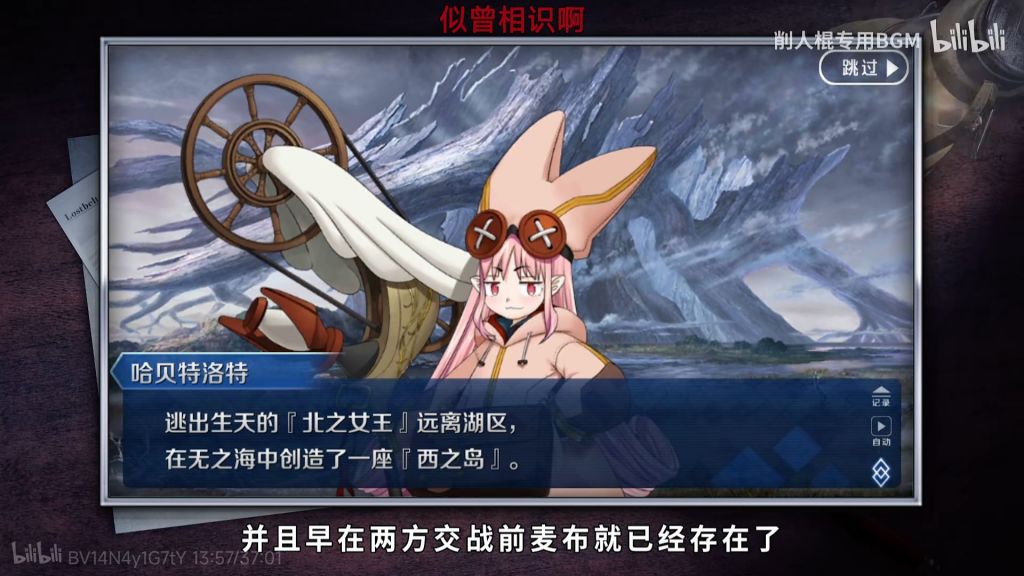 似曾相识啊
削人棍专用BGM
bilibili
跳过
Lostbelt
哈贝特洛特
逃出生天的『北之女王』远离湖区，
在无之海中创造了一座『西之岛』。
记录
自动
并且早在两方交战前麦布就已经存在了
bilibili BV14N4y1G7tY 13:57/37:01